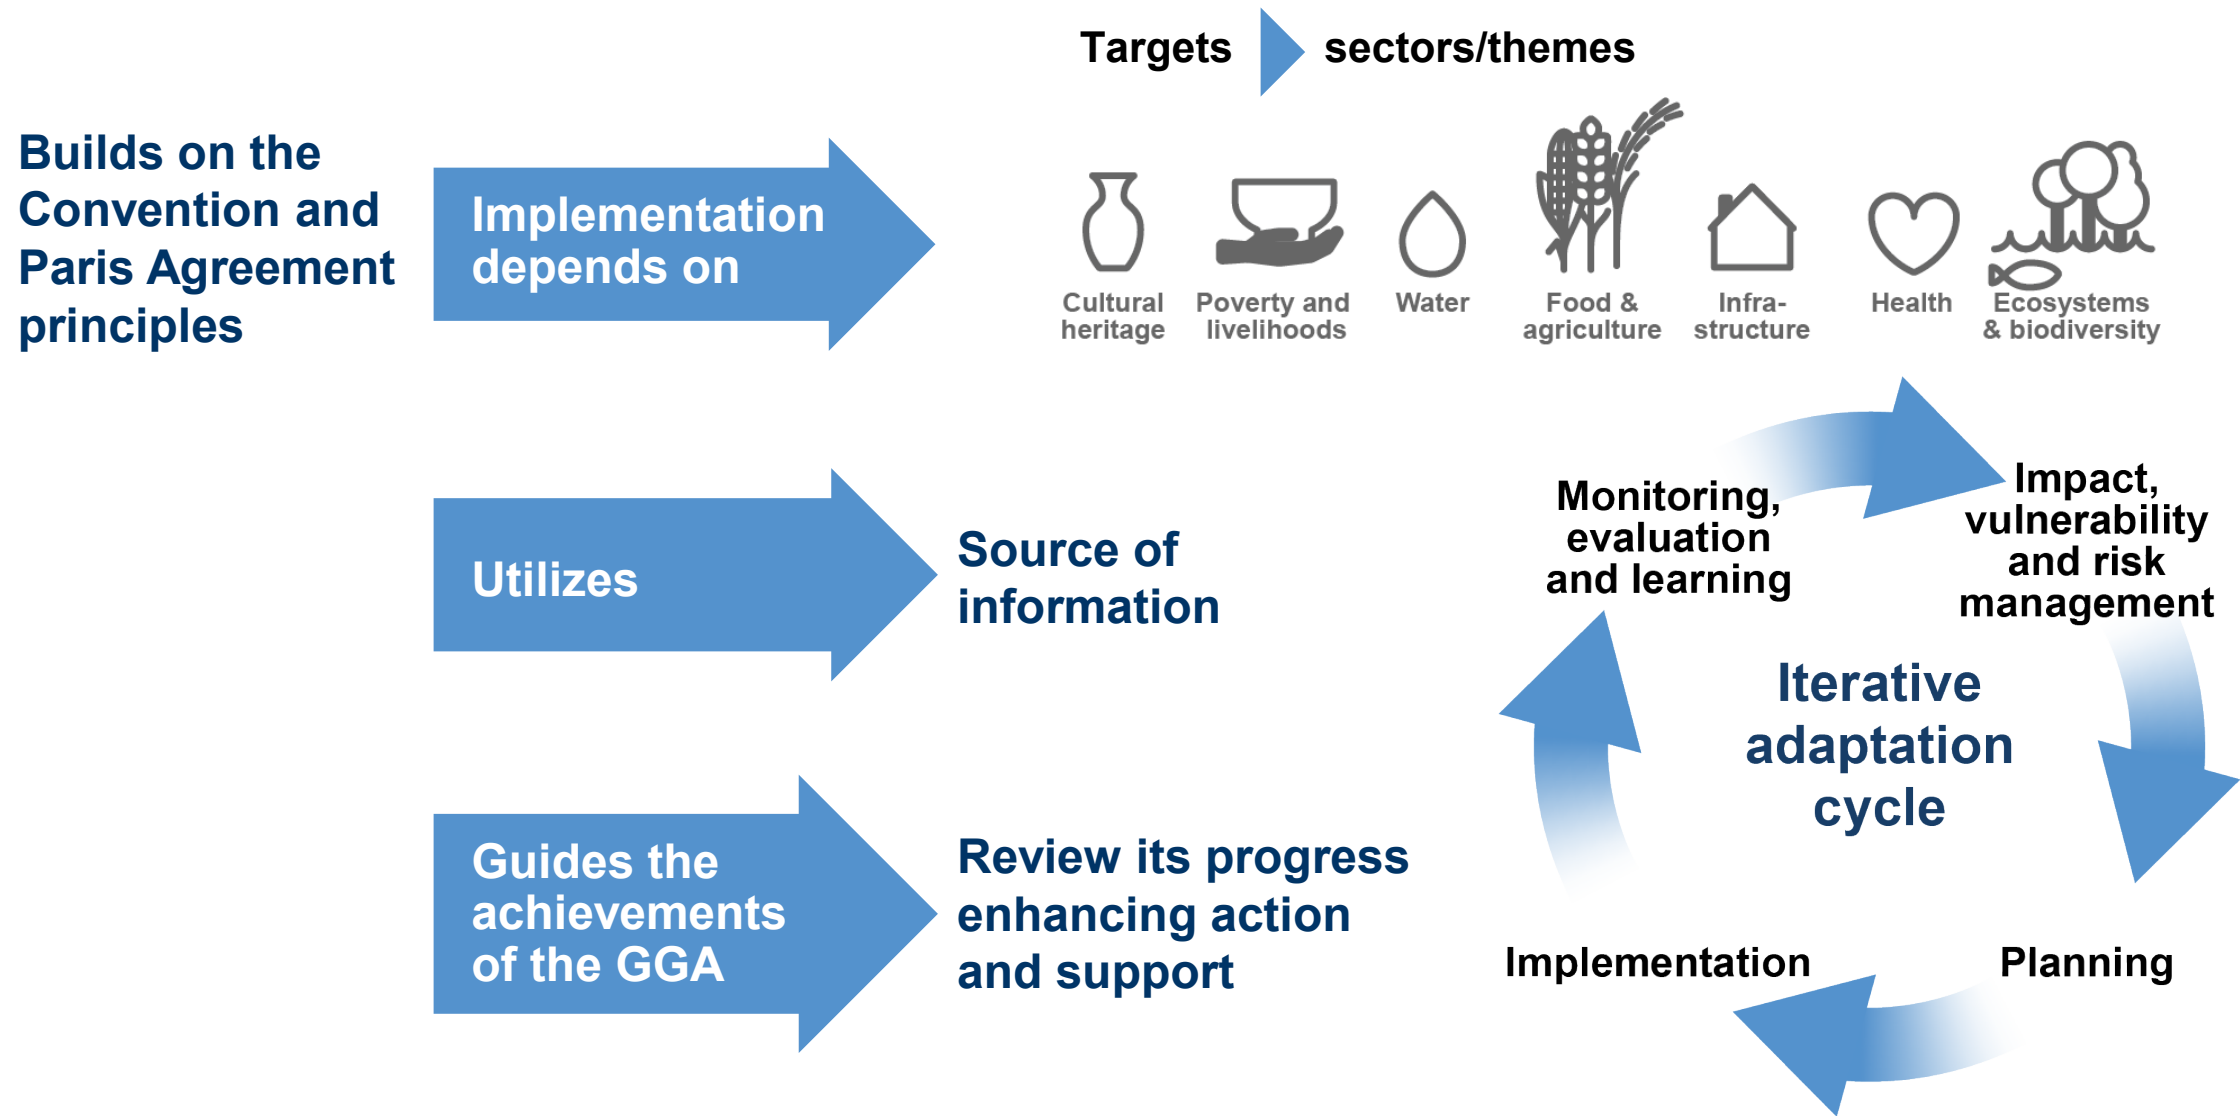 Targets
sectors/themes
Builds on the
Convention and
Paris Agreement
principles
Implementation
depends on
Cultural
heritage
Poverty and
livelihoods
Water
Food &
agriculture
Infra-
structure
Health
Ecosystems
& biodiversity
Utilizes
Source of
information
Guides the
achievements
of the GGA
Review its progress
enhancing action
and support
Monitoring,
evaluation
and learning
Impact,
vulnerability
and risk
management
Iterative
adaptation
cycle
Implementation
Planning